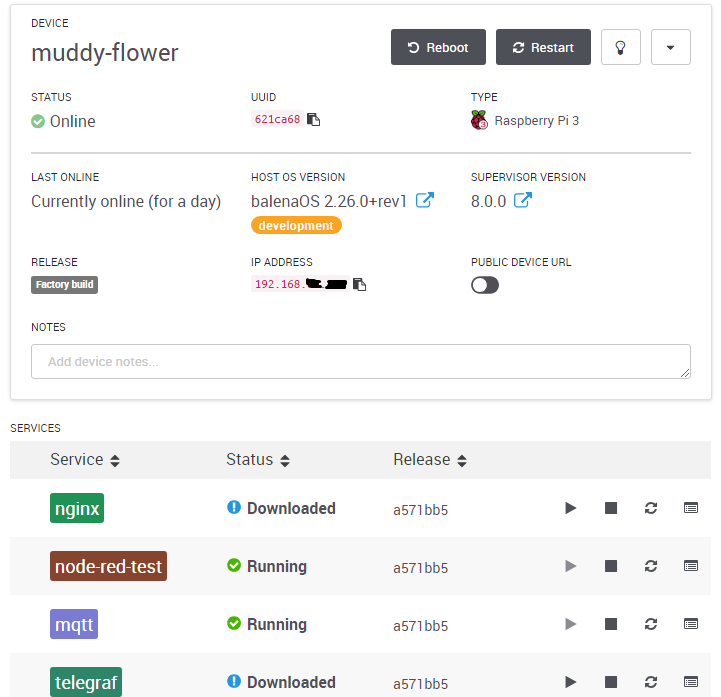 DEVICE
muddy-flower
Reboot
Restart
STATUS
UUID
TYPE
Online
621ca68
Raspberry Pi 3
LAST ONLINE
HOST OS VERSION
SUPERVISOR VERSION
Currently online (for a day)
balenaOS 2.26.0+rev1
8.0.0
development
RELEASE
IP ADDRESS
PUBLIC DEVICE URL
Factory build
192.168.
NOTES
Add device notes...
SERVICES
Service
Status
Release
nginx
Downloaded
a571bb5
node-red-test
Running
a571bb5
mqtt
Running
a571bb5
telegraf
Downloaded
a571bb5